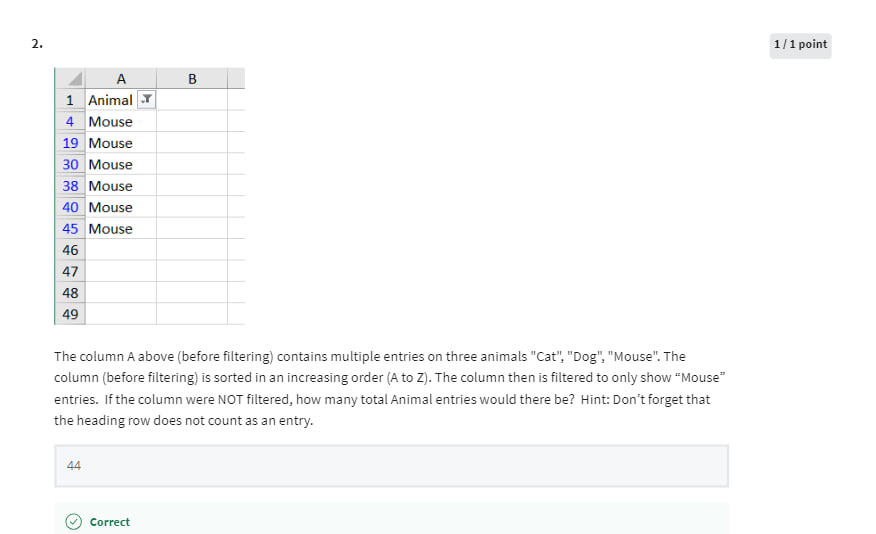 2.
1 / 1 point
A B
1 Animal
4 Mouse
19 Mouse
30 Mouse
38 Mouse
40 Mouse
45 Mouse
46
47
48
49
The column A above (before filtering) contains multiple entries on three animals "Cat", "Dog", "Mouse". The
column (before filtering) is sorted in an increasing order (A to Z). The column then is filtered to only show “Mouse”
entries. If the column were NOT filtered, how many total Animal entries would there be? Hint: Don't forget that
the heading row does not count as an entry.
44
Correct